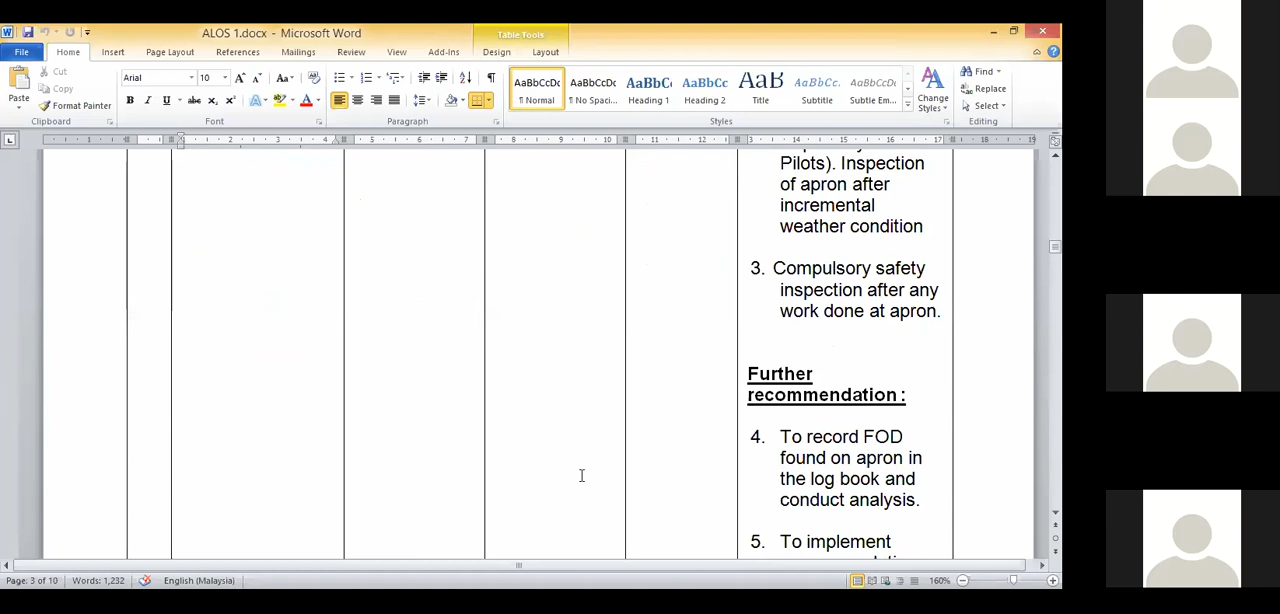 ALOS 1.docx - Microsoft Word
Table Tools
File Home Insert Page Layout References Mailings Review View Add-Ins Design Layout
Paste
Cut
Copy
Format Painter
Clipboard
Arial 10
Font
Paragraph
AaBbCcDc AaBbCcDc AaBbC AaBbCc AaB AaBbCc. AaBbCcDc
¶ Normal ¶ No Spaci... Heading 1 Heading 2 Title Subtitle Subtle Em...
Change Styles
Styles
Find
Replace
Select
Editing
Pilots). Inspection
of apron after
incremental
weather condition
3. Compulsory safety
inspection after any
work done at apron.
Further
recommendation :
4. To record FOD
found on apron in
the log book and
conduct analysis.
5. To implement
Page: 3 of 10 Words: 1,232 English (Malaysia) 160%